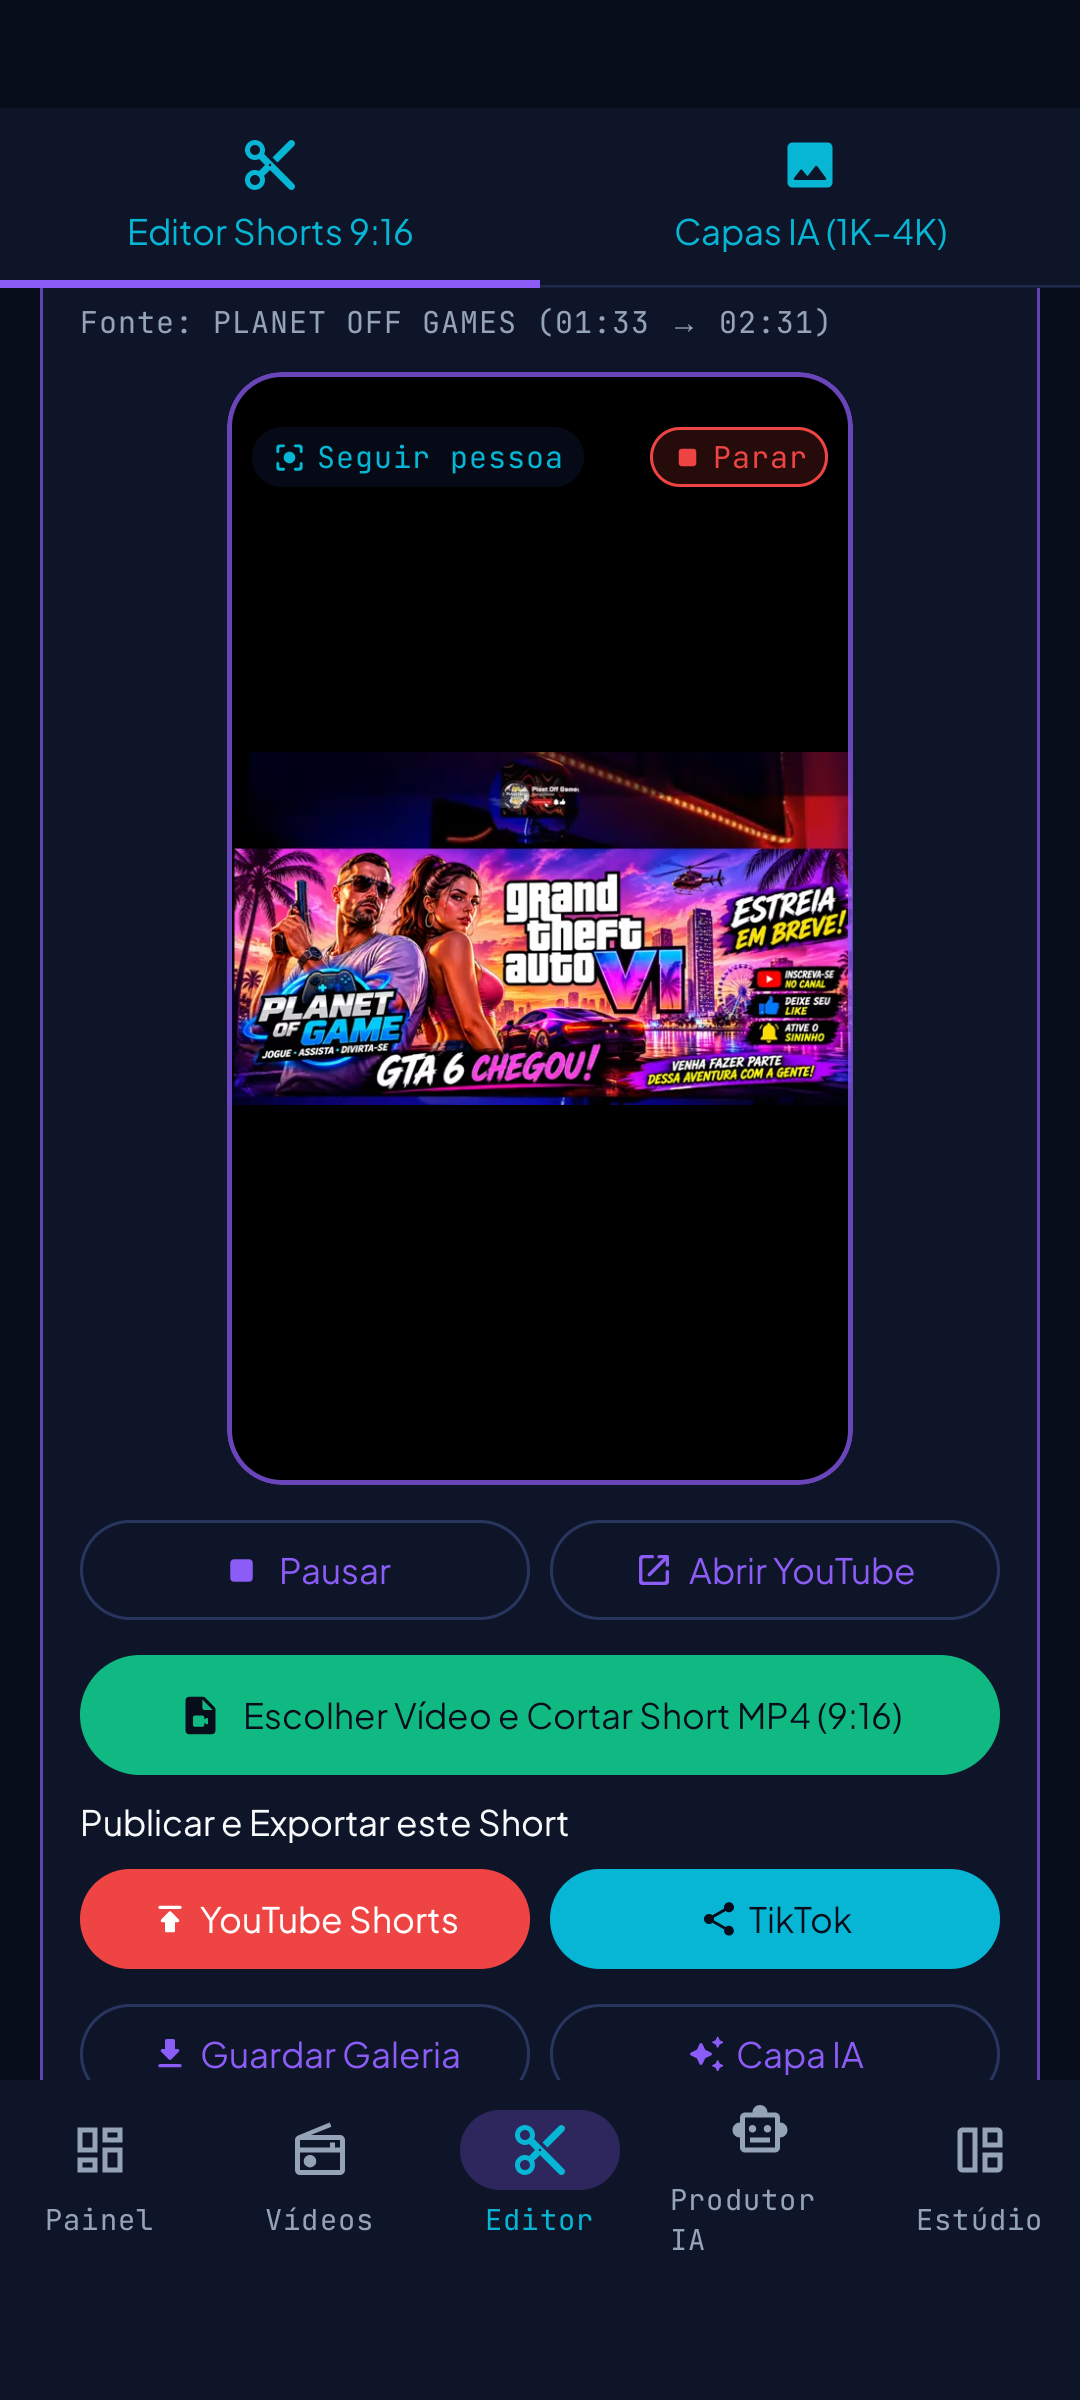 Editor Shorts 9:16
Capas IA (1K–4K)
Fonte: PLANET OFF GAMES (01:33 → 02:31)
Seguir pessoa
Parar
Planet Off Games
grand
theft
auto VI
ESTREIA
EM BREVE!
INSCREVA-SE
NO CANAL
DEIXE SEU
LIKE
ATIVE O
SININHO
PLANET
OF GAME
JOGUE • ASSISTA • DIVIRTA-SE
GTA 6 CHEGOU!
VENHA FAZER PARTE
DESSA AVENTURA COM A GENTE!
Pausar
Abrir YouTube
Escolher Vídeo e Cortar Short MP4 (9:16)
Publicar e Exportar este Short
YouTube Shorts
TikTok
Guardar Galeria
Capa IA
Painel
Vídeos
Editor
Produtor
IA
Estúdio